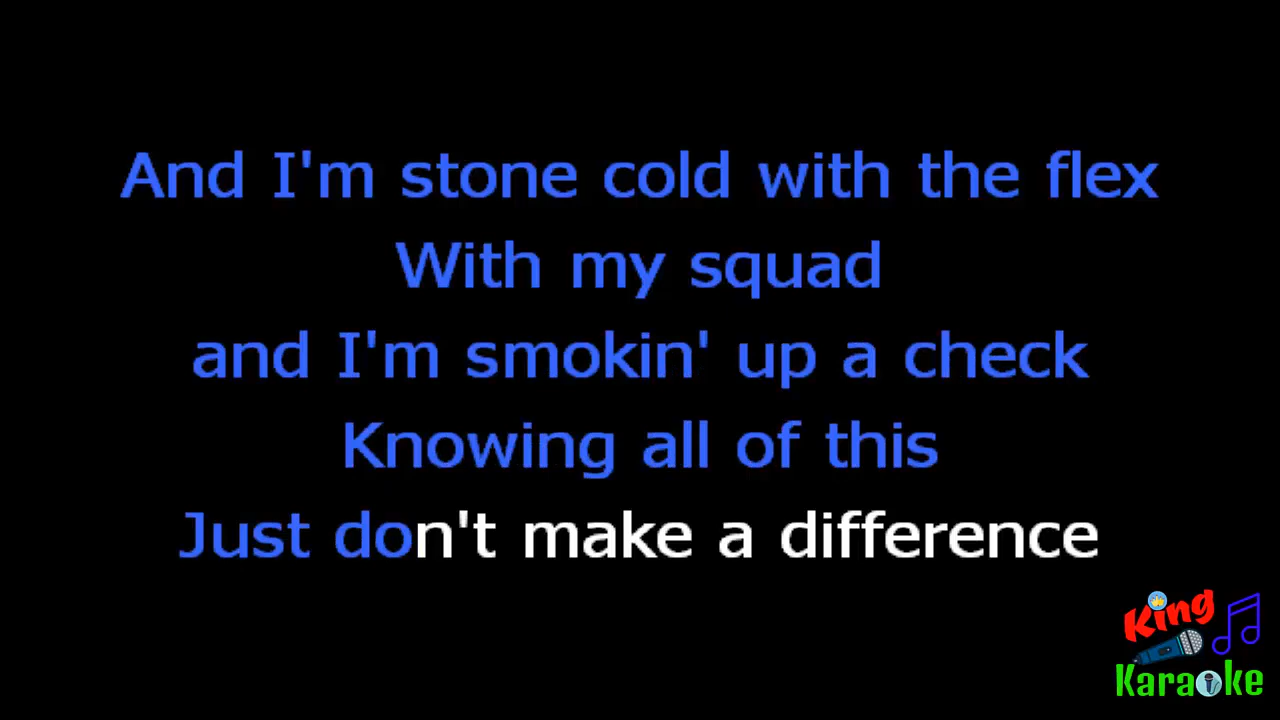 And I'm stone cold with the flex
With my squad
and I'm smokin' up a check
Knowing all of this
Just don't make a difference
King
Karaoke